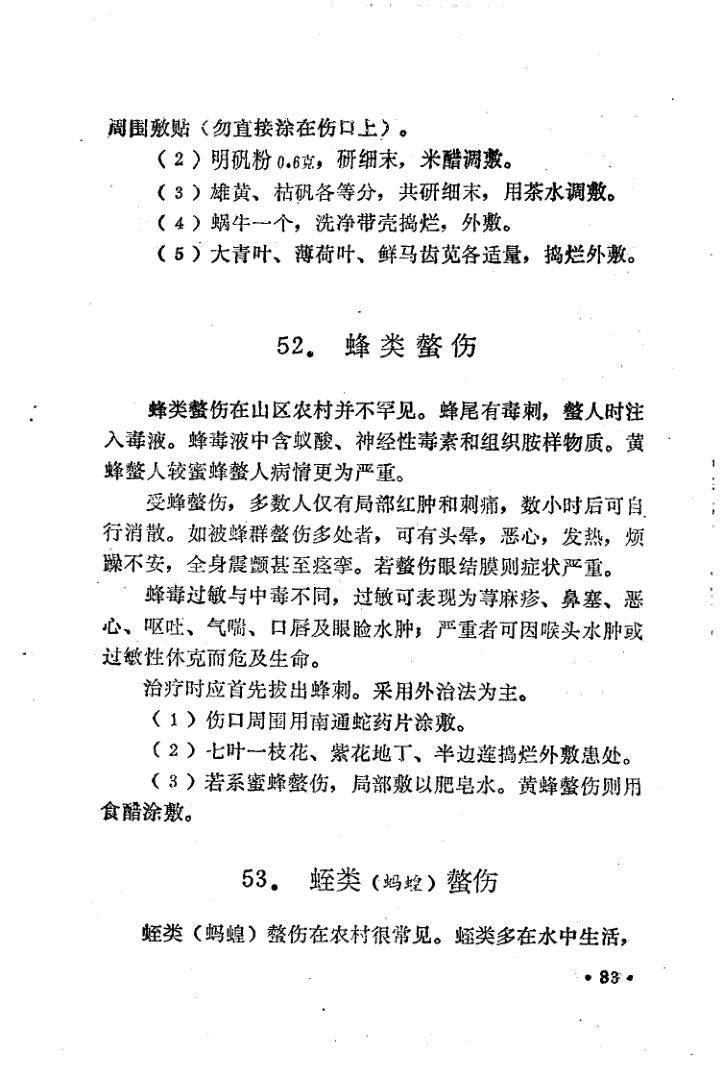 周围敷贴（勿直接涂在伤口上）。
（2）明矾粉0.6克，研细末，米醋调敷。
（3）雄黄、枯矾各等分，共研细末，用茶水调敷。
（4）蜗牛一个，洗净带壳捣烂，外敷。
（5）大青叶、薄荷叶、鲜马齿苋各适量，捣烂外敷。
52．蜂类螫伤
蜂类螫伤在山区农村并不罕见。蜂尾有毒刺，螫人时注
入毒液。蜂毒液中含蚁酸、神经性毒素和组织胺样物质。黄
蜂螫人较蜜蜂螫人病情更为严重。
受蜂螫伤，多数人仅有局部红肿和刺痛，数小时后可自
行消散。如被蜂群螫伤多处者，可有头晕，恶心，发热，烦
躁不安，全身震颤甚至痉挛。若螫伤眼结膜则症状严重。
蜂毒过敏与中毒不同，过敏可表现为荨麻疹、鼻塞、恶
心、呕吐、气喘、口唇及眼睑水肿；严重者可因喉头水肿或
过敏性休克而危及生命。
治疗时应首先拔出蜂刺。采用外治法为主。
（1）伤口周围用南通蛇药片涂敷。
（2）七叶一枝花、紫花地丁、半边莲捣烂外敷患处。
（3）若系蜜蜂螫伤，局部敷以肥皂水。黄蜂螫伤则用
食醋涂敷。
53．蛭类（蚂蝗）螫伤
蛭类（蚂蝗）螫伤在农村很常见。蛭类多在水中生活，
•83•